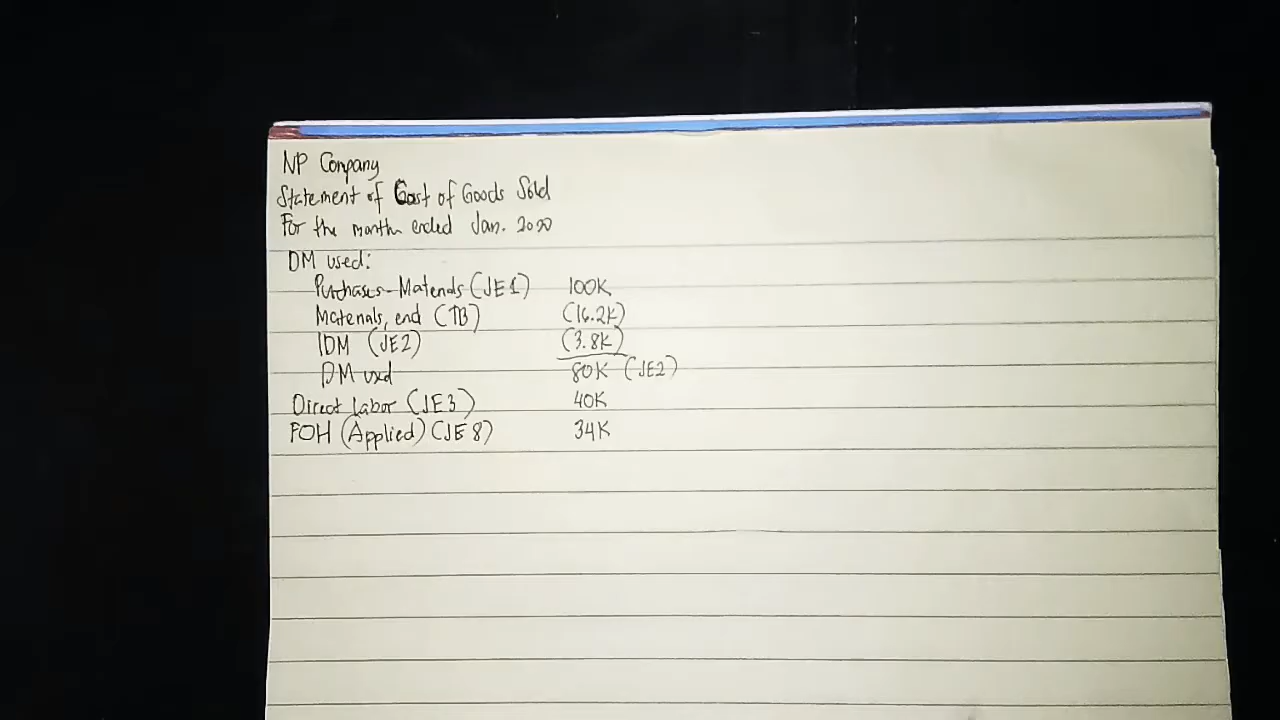 NP Company
Statement of Cost of Goods Sold
For the month ended Jan. 2020
DM used:
Purchases-Materials (JE1) 100K
Materials, end (TB) (16.2K)
IDM (JE2) (3.8K)
DM used 80K (JE2)
Direct Labor (JE3) 40K
FOH (Applied) (JE 8) 34K